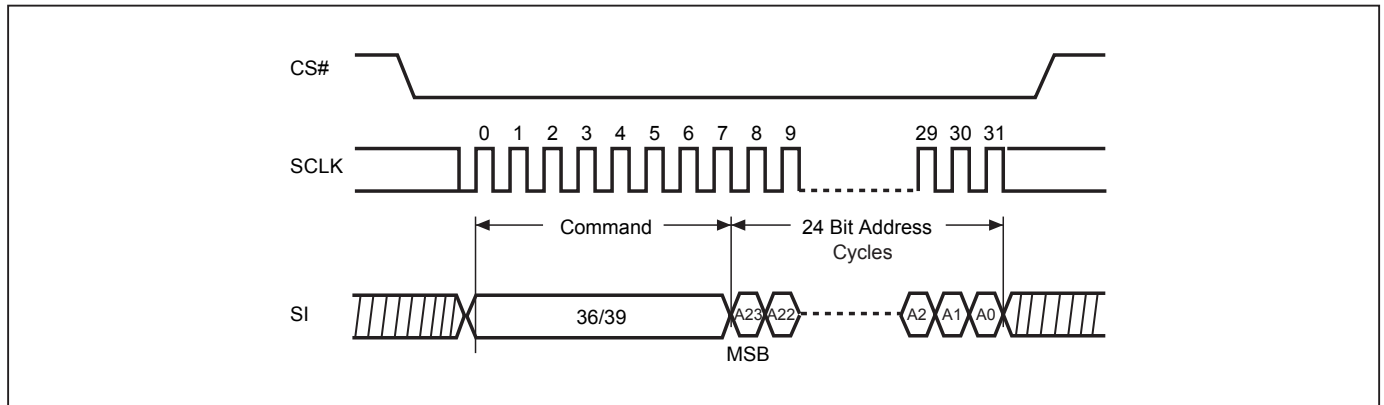 CS#
0 1 2 3 4 5 6 7 8 9 29 30 31
SCLK
Command 24 Bit Address
Cycles
SI 36/39 A23 A22 A2 A1 A0
MSB